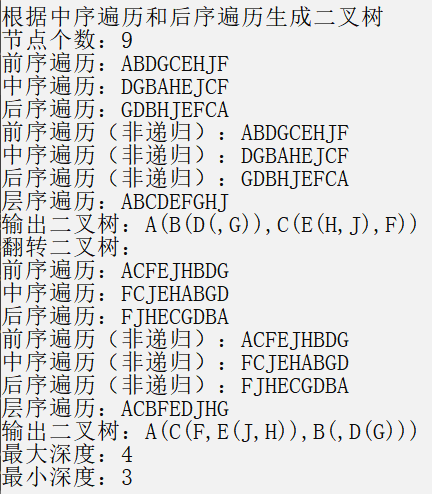 根据中序遍历和后序遍历生成二叉树
节点个数：9
前序遍历：ABDGCEHJF
中序遍历：DGBAHEJCF
后序遍历：GDBHJEFCA
前序遍历（非递归）：ABDGCEHJF
中序遍历（非递归）：DGBAHEJCF
后序遍历（非递归）：GDBHJEFCA
层序遍历：ABCDEFGHJ
输出二叉树：A(B(D(,G)),C(E(H,J),F))
翻转二叉树：
前序遍历：ACFEJHBDG
中序遍历：FCJEHABGD
后序遍历：FJHECGDBA
前序遍历（非递归）：ACFEJHBDG
中序遍历（非递归）：FCJEHABGD
后序遍历（非递归）：FJHECGDBA
层序遍历：ACBFEDJHG
输出二叉树：A(C(F,E(J,H)),B(,D(G)))
最大深度：4
最小深度：3